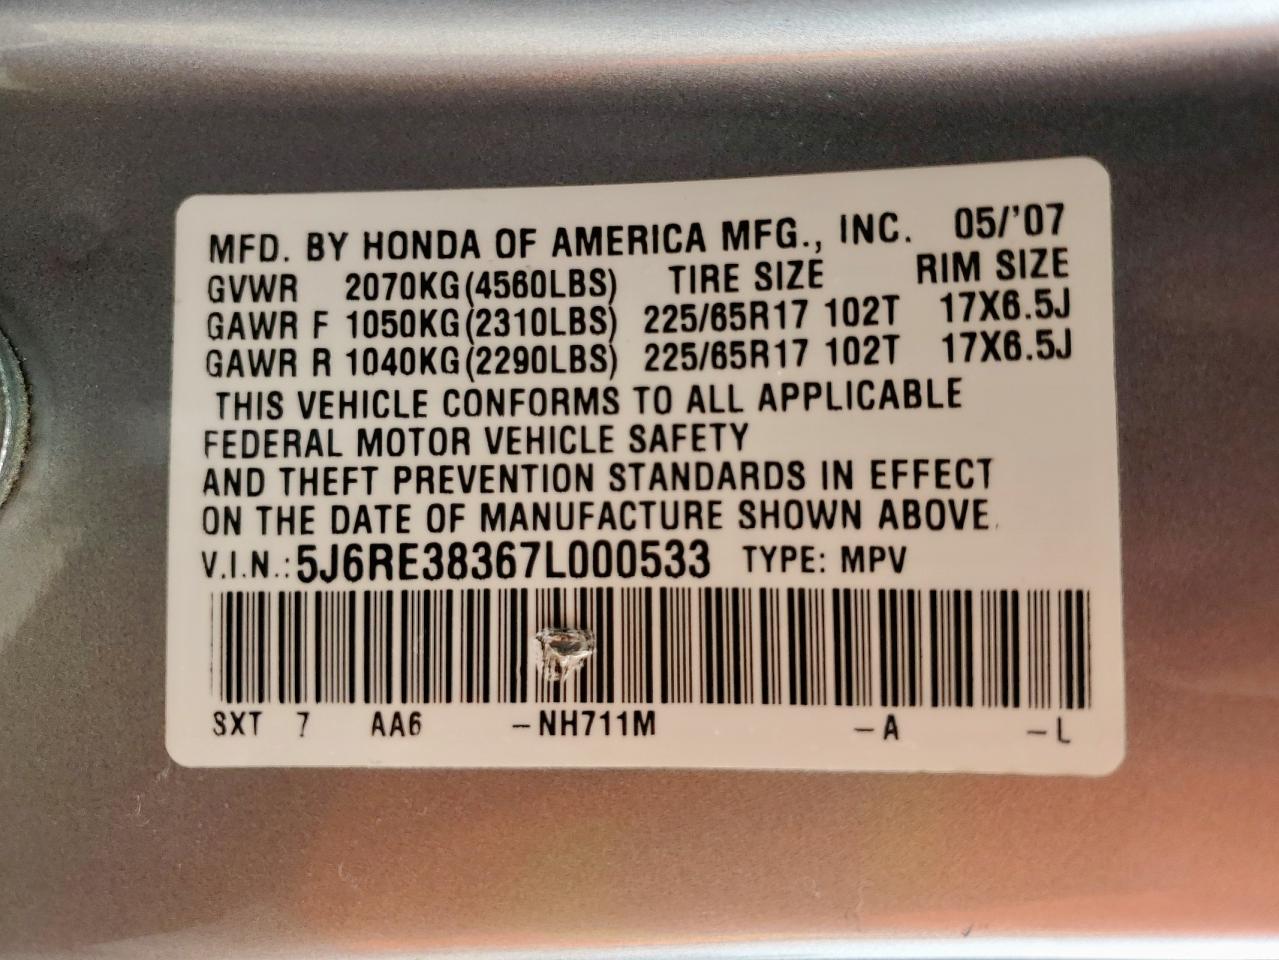 MFD. BY HONDA OF AMERICA MFG., INC. 05/'07
GVWR 2070KG(4560LBS) TIRE SIZE RIM SIZE
GAWR F 1050KG(2310LBS) 225/65R17 102T 17X6.5J
GAWR R 1040KG(2290LBS) 225/65R17 102T 17X6.5J
THIS VEHICLE CONFORMS TO ALL APPLICABLE
FEDERAL MOTOR VEHICLE SAFETY
AND THEFT PREVENTION STANDARDS IN EFFECT
ON THE DATE OF MANUFACTURE SHOWN ABOVE.
V.I.N.:5J6RE38367L000533 TYPE: MPV
SXT 7 AA6 -NH711M -A -L